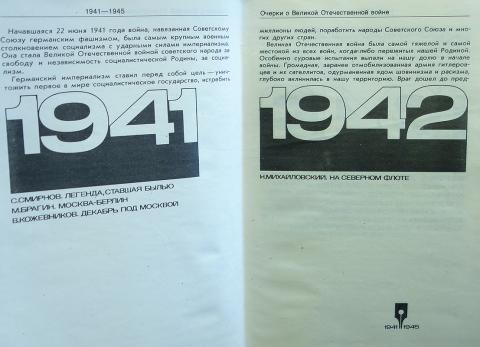 1941—1945
Начавшаяся 22 июня 1941 года война, навязанная Советскому
Союзу германским фашизмом, была самым крупным военным
столкновением социализма с ударными силами империализма.
Она стала Великой Отечественной войной советского народа за
свободу и независимость социалистической Родины, за соци-
ализм.
Германский империализм ставил перед собой цель — уни-
тожить первое в мире социалистическое государство, истребить
1941
С.СМИРНОВ. ЛЕГЕНДА, СТАВШАЯ БЫЛЬЮ
М.БРАГИН. МОСКВА-БЕРЛИН
В.КОЖЕВНИКОВ. ДЕКАБРЬ ПОД МОСКВОЙ
Очерки о Великой Отечественной войне
миллионы людей, поработить народы Советского Союза и мно-
гих других стран.
Великая Отечественная война была самой тяжелой и самой
жестокой из всех войн, когда-либо пережитых нашей Родиной.
Особенно суровые испытания выпали на нашу долю в начале
войны. Громадная, заранее отмобилизованная армия гитлеров-
цев и их сателлитов, одурманенная ядом шовинизма и расизма,
глубоко вклинилась в нашу территорию. Враг дошел до пред-
1942
Н.МИХАЙЛОВСКИЙ. НА СЕВЕРНОМ ФЛОТЕ
1941 1945